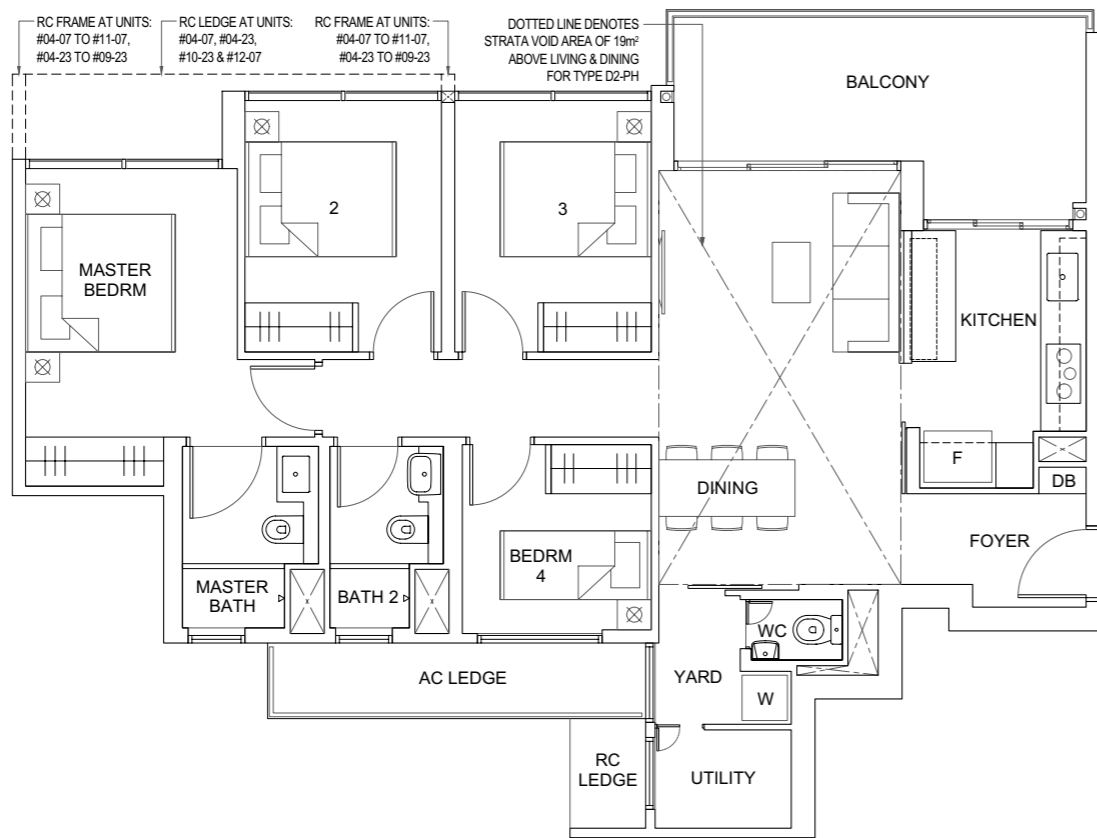 RC FRAME AT UNITS:
#04-07 TO #11-07,
#04-23 TO #09-23
RC LEDGE AT UNITS:
#04-07, #04-23,
#10-23 & #12-07
RC FRAME AT UNITS:
#04-07 TO #11-07,
#04-23 TO #09-23
DOTTED LINE DENOTES
STRATA VOID AREA OF 19m²
ABOVE LIVING & DINING
FOR TYPE D2-PH
BALCONY
2
3
MASTER
BEDRM
KITCHEN
F
DB
DINING
FOYER
BEDRM
4
MASTER
BATH
BATH 2
WC
YARD
W
AC LEDGE
RC
LEDGE
UTILITY